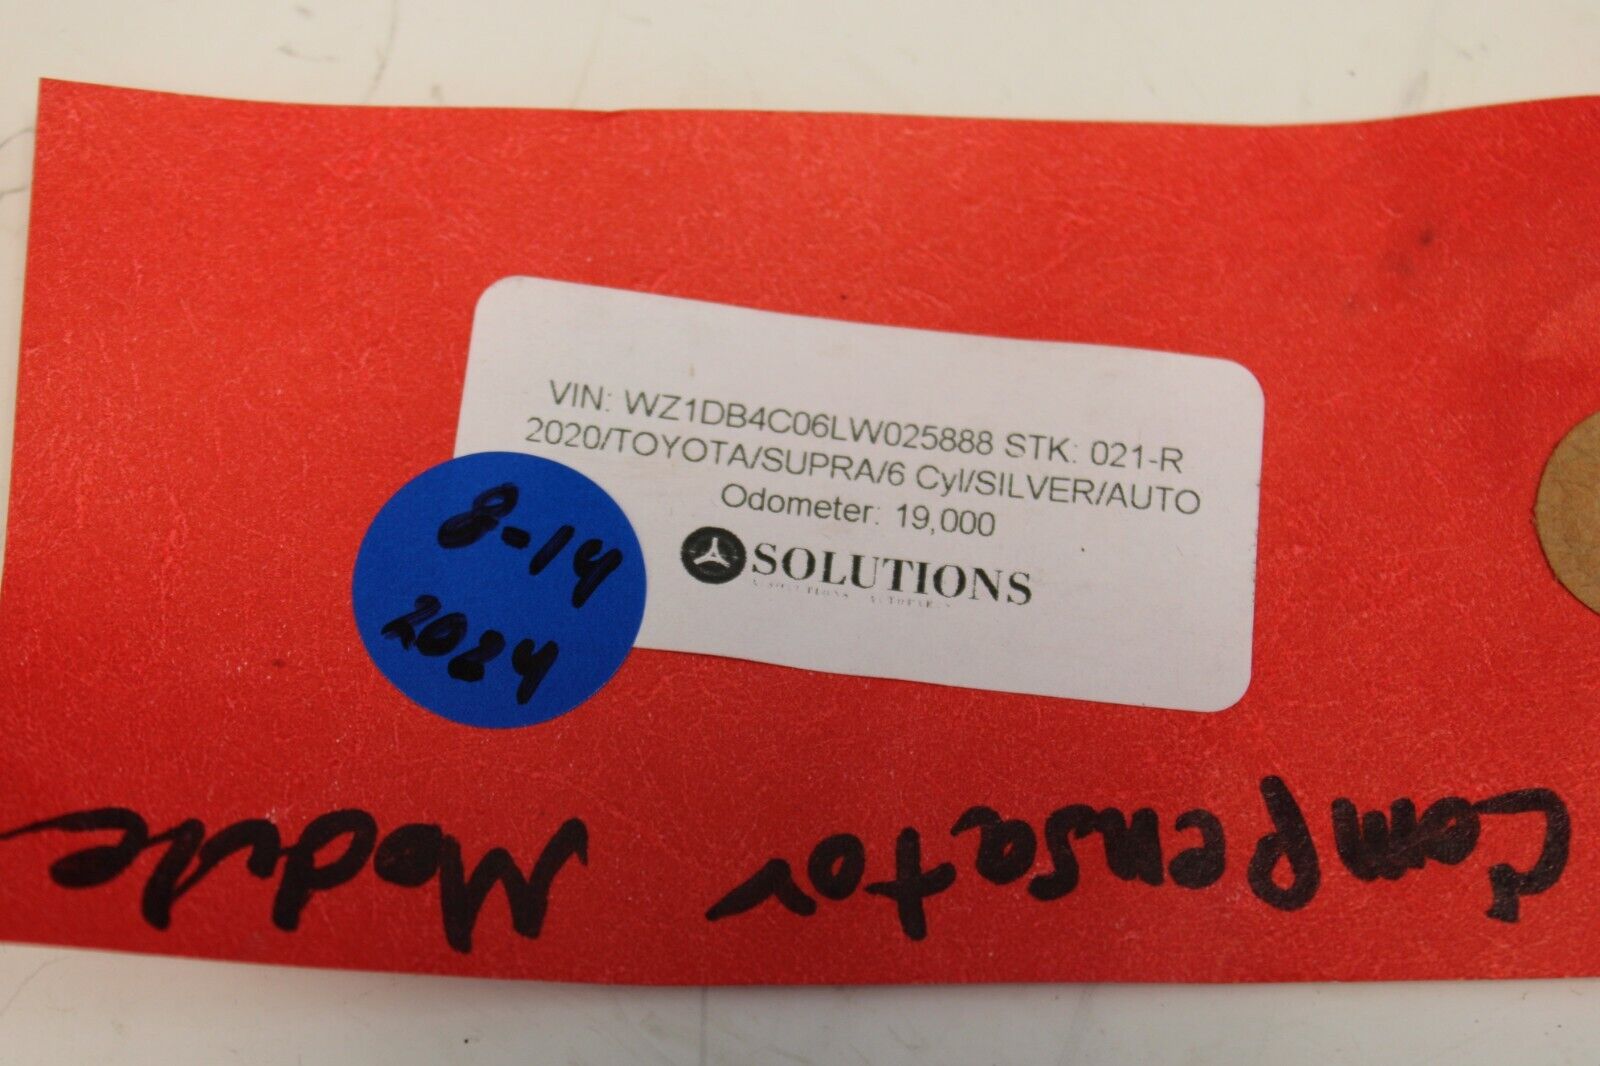 VIN: WZ1DB4C06LW025888 STK: 021-R
2020/TOYOTA/SUPRA/6 Cyl/SILVER/AUTO
Odometer: 19,000
SOLUTIONS
8-14
2024
Compensator Module